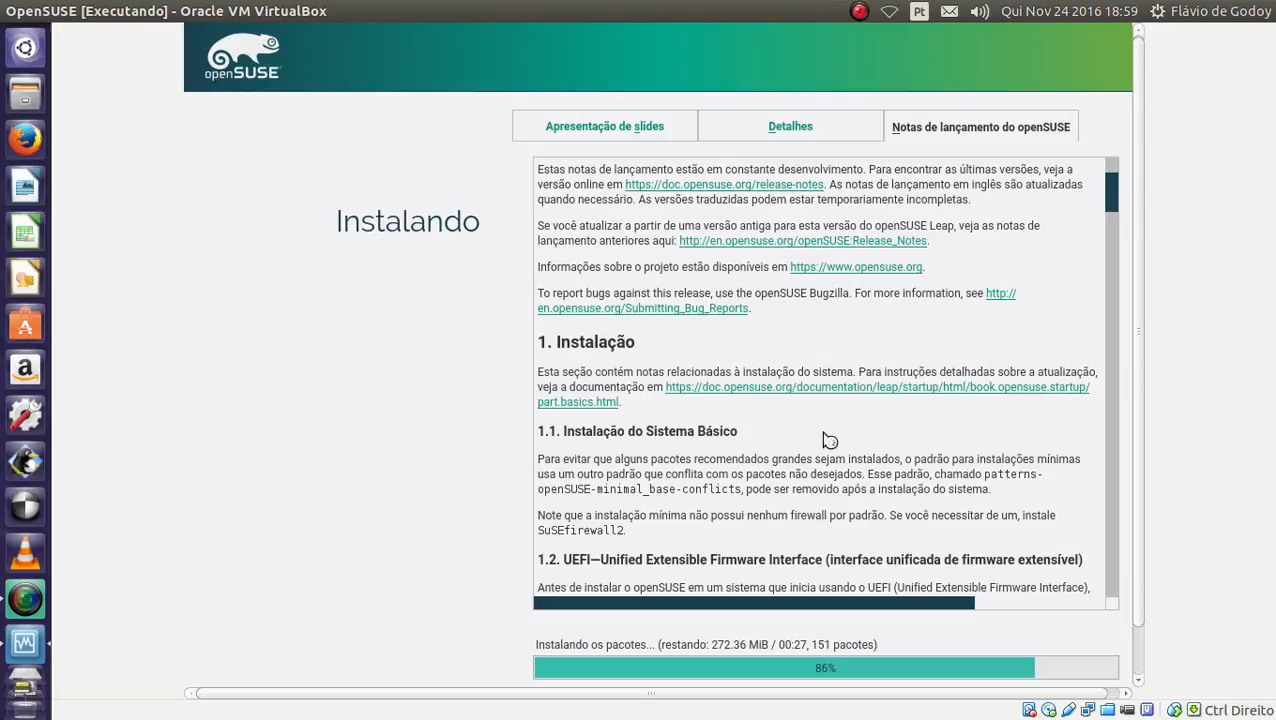 OpenSUSE [Executando] - Oracle VM VirtualBox
Pt
Qui Nov 24 2016 18:59
Flávio de Godoy
openSUSE
Apresentação de slides
Detalhes
Notas de lançamento do openSUSE
Instalando
Estas notas de lançamento estão em constante desenvolvimento. Para encontrar as últimas versões, veja a
versão online em https://doc.opensuse.org/release-notes. As notas de lançamento em inglês são atualizadas
quando necessário. As versões traduzidas podem estar temporariamente incompletas.
Se você atualizar a partir de uma versão antiga para esta versão do openSUSE Leap, veja as notas de
lançamento anteriores aqui: http://en.opensuse.org/openSUSE:Release_Notes.
Informações sobre o projeto estão disponíveis em https://www.opensuse.org.
To report bugs against this release, use the openSUSE Bugzilla. For more information, see http://
en.opensuse.org/Submitting_Bug_Reports.
1. Instalação
Esta seção contém notas relacionadas à instalação do sistema. Para instruções detalhadas sobre a atualização,
veja a documentação em https://doc.opensuse.org/documentation/leap/startup/html/book.opensuse.startup/
part.basics.html.
1.1. Instalação do Sistema Básico
Para evitar que alguns pacotes recomendados grandes sejam instalados, o padrão para instalações mínimas
usa um outro padrão que conflita com os pacotes não desejados. Esse padrão, chamado patterns-
openSUSE-minimal_base-conflicts, pode ser removido após a instalação do sistema.
Note que a instalação mínima não possui nenhum firewall por padrão. Se você necessitar de um, instale
SuSEfirewall2.
1.2. UEFI—Unified Extensible Firmware Interface (interface unificada de firmware extensível)
Antes de instalar o openSUSE em um sistema que inicia usando o UEFI (Unified Extensible Firmware Interface),
Instalando os pacotes... (restando: 272.36 MiB / 00:27, 151 pacotes)
86%
Ctrl Direito